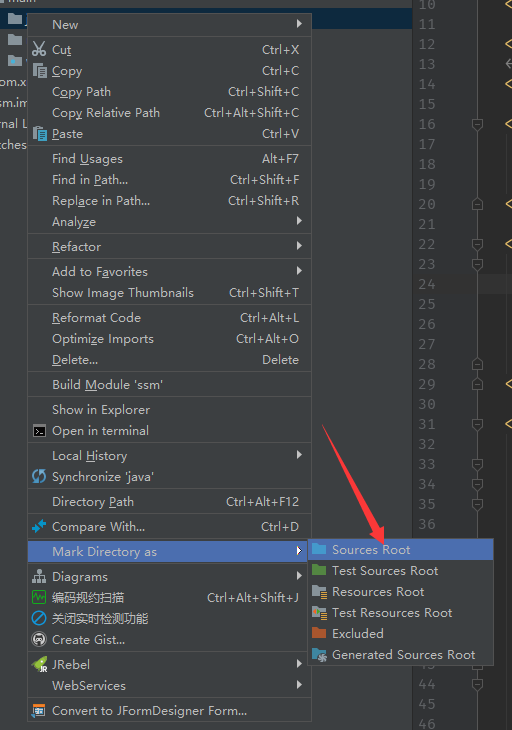 main
New
Cut Ctrl+X
Copy Ctrl+C
Copy Path Ctrl+Shift+C
Copy Relative Path Ctrl+Alt+Shift+C
Paste Ctrl+V
Find Usages Alt+F7
Find in Path... Ctrl+Shift+F
Replace in Path... Ctrl+Shift+R
Analyze
Refactor
Add to Favorites
Show Image Thumbnails Ctrl+Shift+T
Reformat Code Ctrl+Alt+L
Optimize Imports Ctrl+Alt+O
Delete... Delete
Build Module 'ssm'
Show in Explorer
Open in terminal
Local History
Synchronize 'java'
Directory Path Ctrl+Alt+F12
Compare With... Ctrl+D
Mark Directory as
Diagrams
编码规约扫描 Ctrl+Alt+Shift+J
关闭实时检测功能
Create Gist...
JRebel
WebServices
Convert to JFormDesigner Form...
Sources Root
Test Sources Root
Resources Root
Test Resources Root
Excluded
Generated Sources Root
om.x
sm.im
rnal L
tches
10
11
12
13
14
15
16
17
18
19
20
21
22
23
24
25
26
27
28
29
30
31
32
33
34
35
36
44
45
46